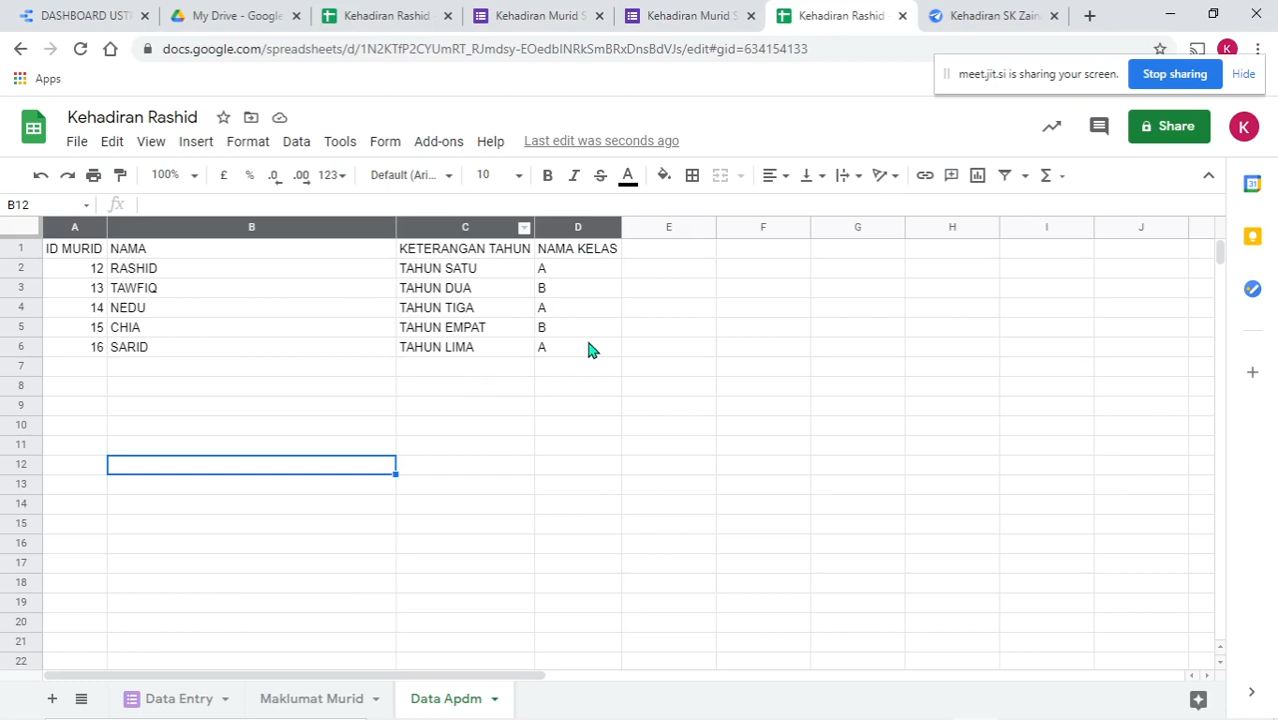 DASHBOARD USTI
My Drive - Google
Kehadiran Rashid -
Kehadiran Murid S
Kehadiran Murid S
Kehadiran Rashid -
Kehadiran SK Zain
docs.google.com/spreadsheets/d/1N2KTfP2CYUmRT_RJmdsy-EOedbINRkSmBRxDnsBdVJs/edit#gid=634154133
K
Apps
meet.jit.si is sharing your screen.
Stop sharing
Hide
Kehadiran Rashid
Share
K
File Edit View Insert Format Data Tools Form Add-ons Help Last edit was seconds ago
100% £ % .0 .00 123 Default (Ari... 10 B I S A Σ
B12 fx
A B C D E F G H I J
1 ID MURID NAMA KETERANGAN TAHUN NAMA KELAS
2 12 RASHID TAHUN SATU A
3 13 TAWFIQ TAHUN DUA B
4 14 NEDU TAHUN TIGA A
5 15 CHIA TAHUN EMPAT B
6 16 SARID TAHUN LIMA A
7
8
9
10
11
12
13
14
15
16
17
18
19
20
21
22
31
Data Entry Maklumat Murid Data Apdm